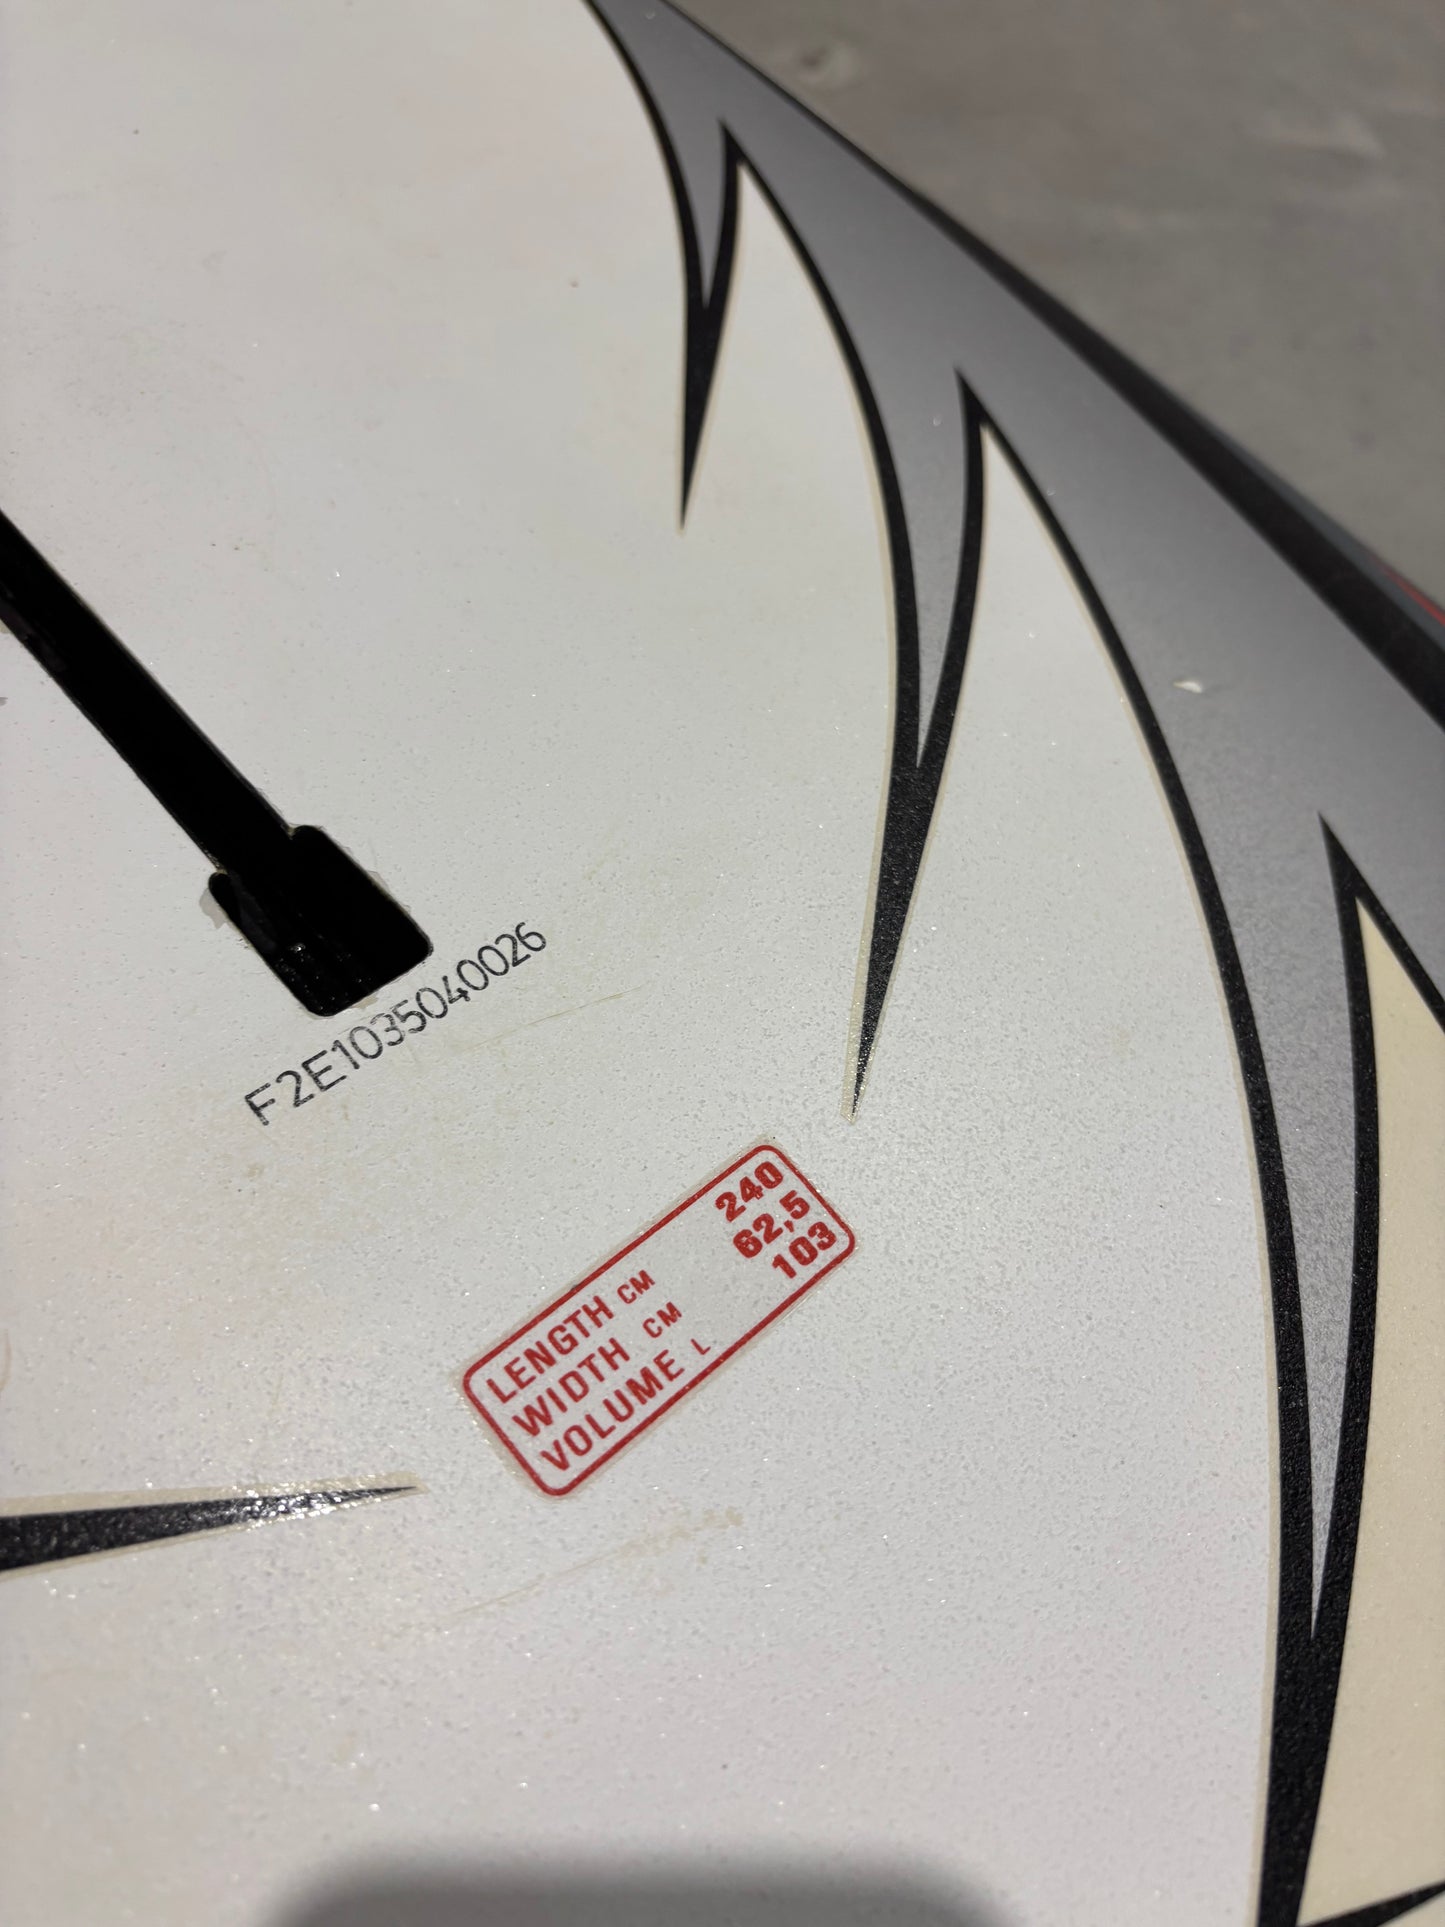 F2E1035040026
LENGTH CM 240
WIDTH CM 62,5
VOLUME L 103